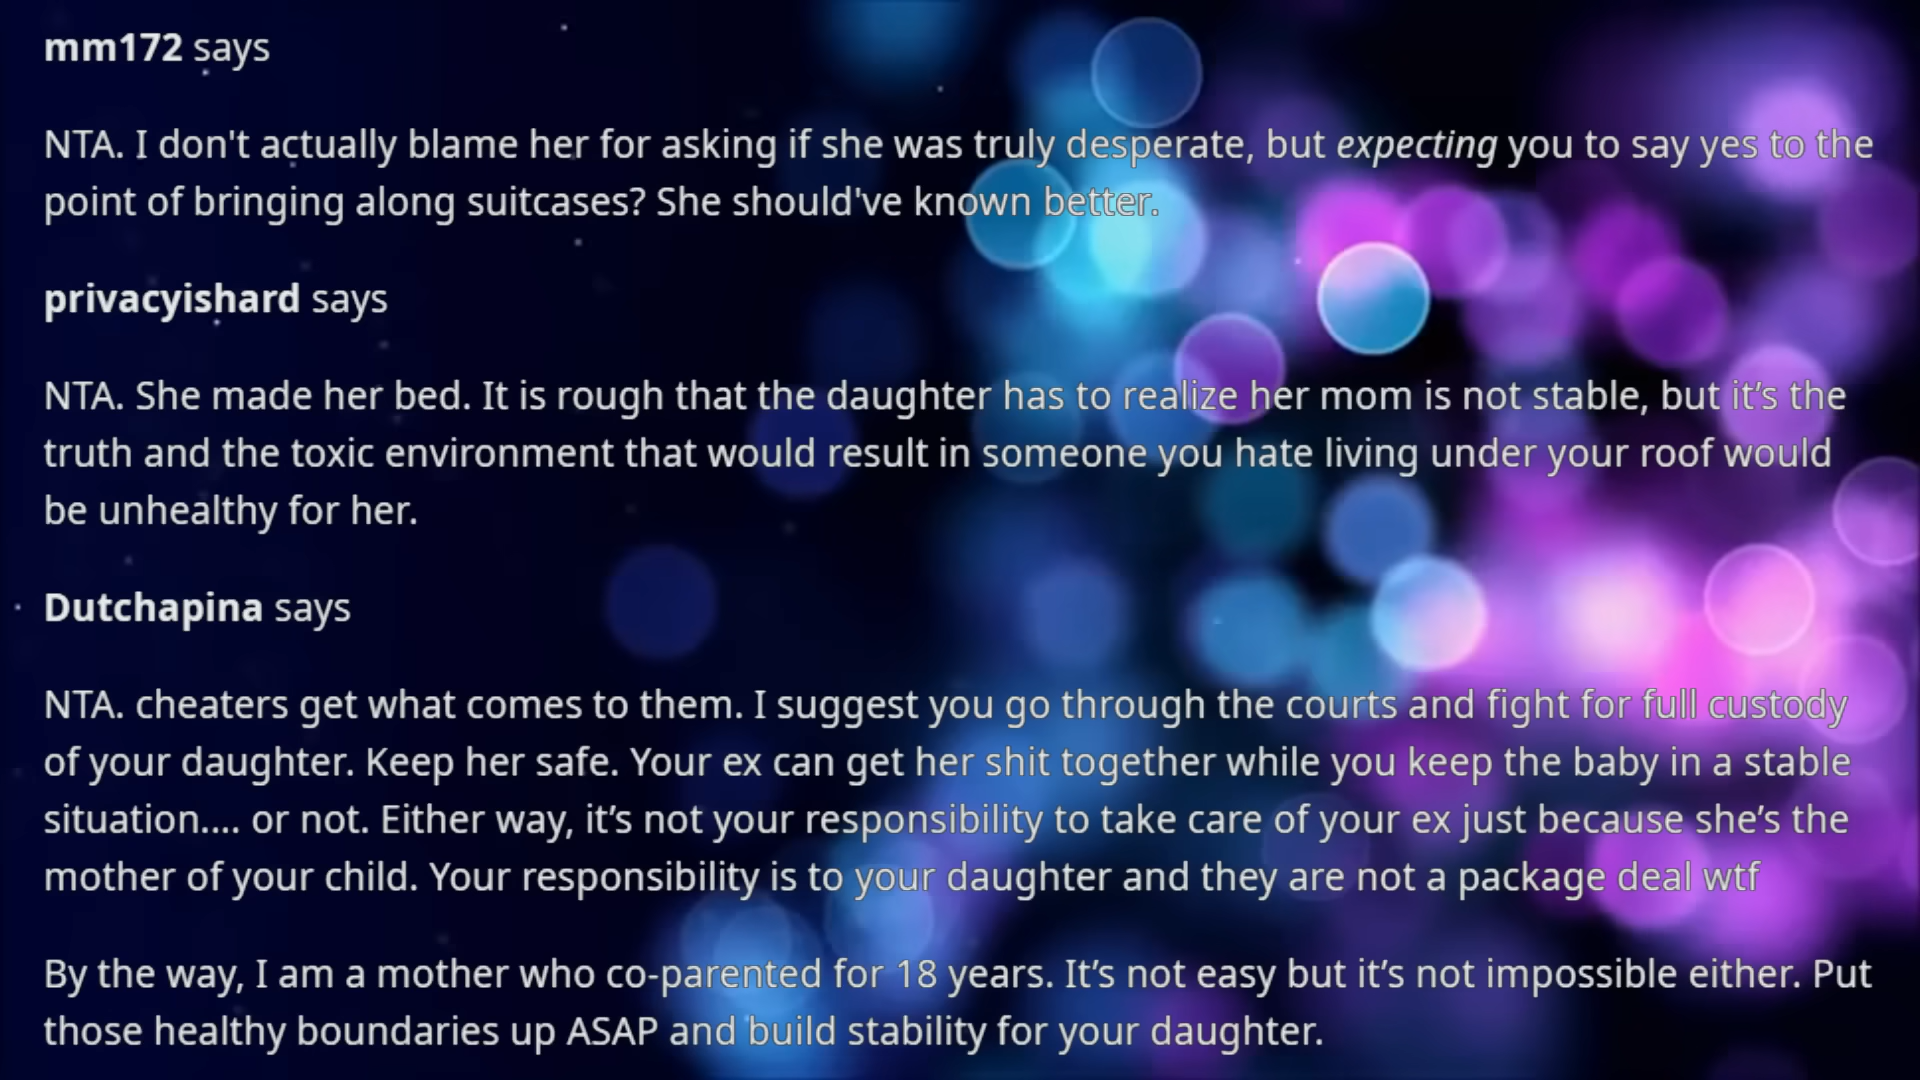 mm172 says
NTA. I don't actually blame her for asking if she was truly desperate, but expecting you to say yes to the
point of bringing along suitcases? She should've known better.
privacyishard says
NTA. She made her bed. It is rough that the daughter has to realize her mom is not stable, but it’s the
truth and the toxic environment that would result in someone you hate living under your roof would
be unhealthy for her.
Dutchapina says
NTA. cheaters get what comes to them. I suggest you go through the courts and fight for full custody
of your daughter. Keep her safe. Your ex can get her shit together while you keep the baby in a stable
situation.... or not. Either way, it’s not your responsibility to take care of your ex just because she’s the
mother of your child. Your responsibility is to your daughter and they are not a package deal wtf
By the way, I am a mother who co-parented for 18 years. It’s not easy but it’s not impossible either. Put
those healthy boundaries up ASAP and build stability for your daughter.